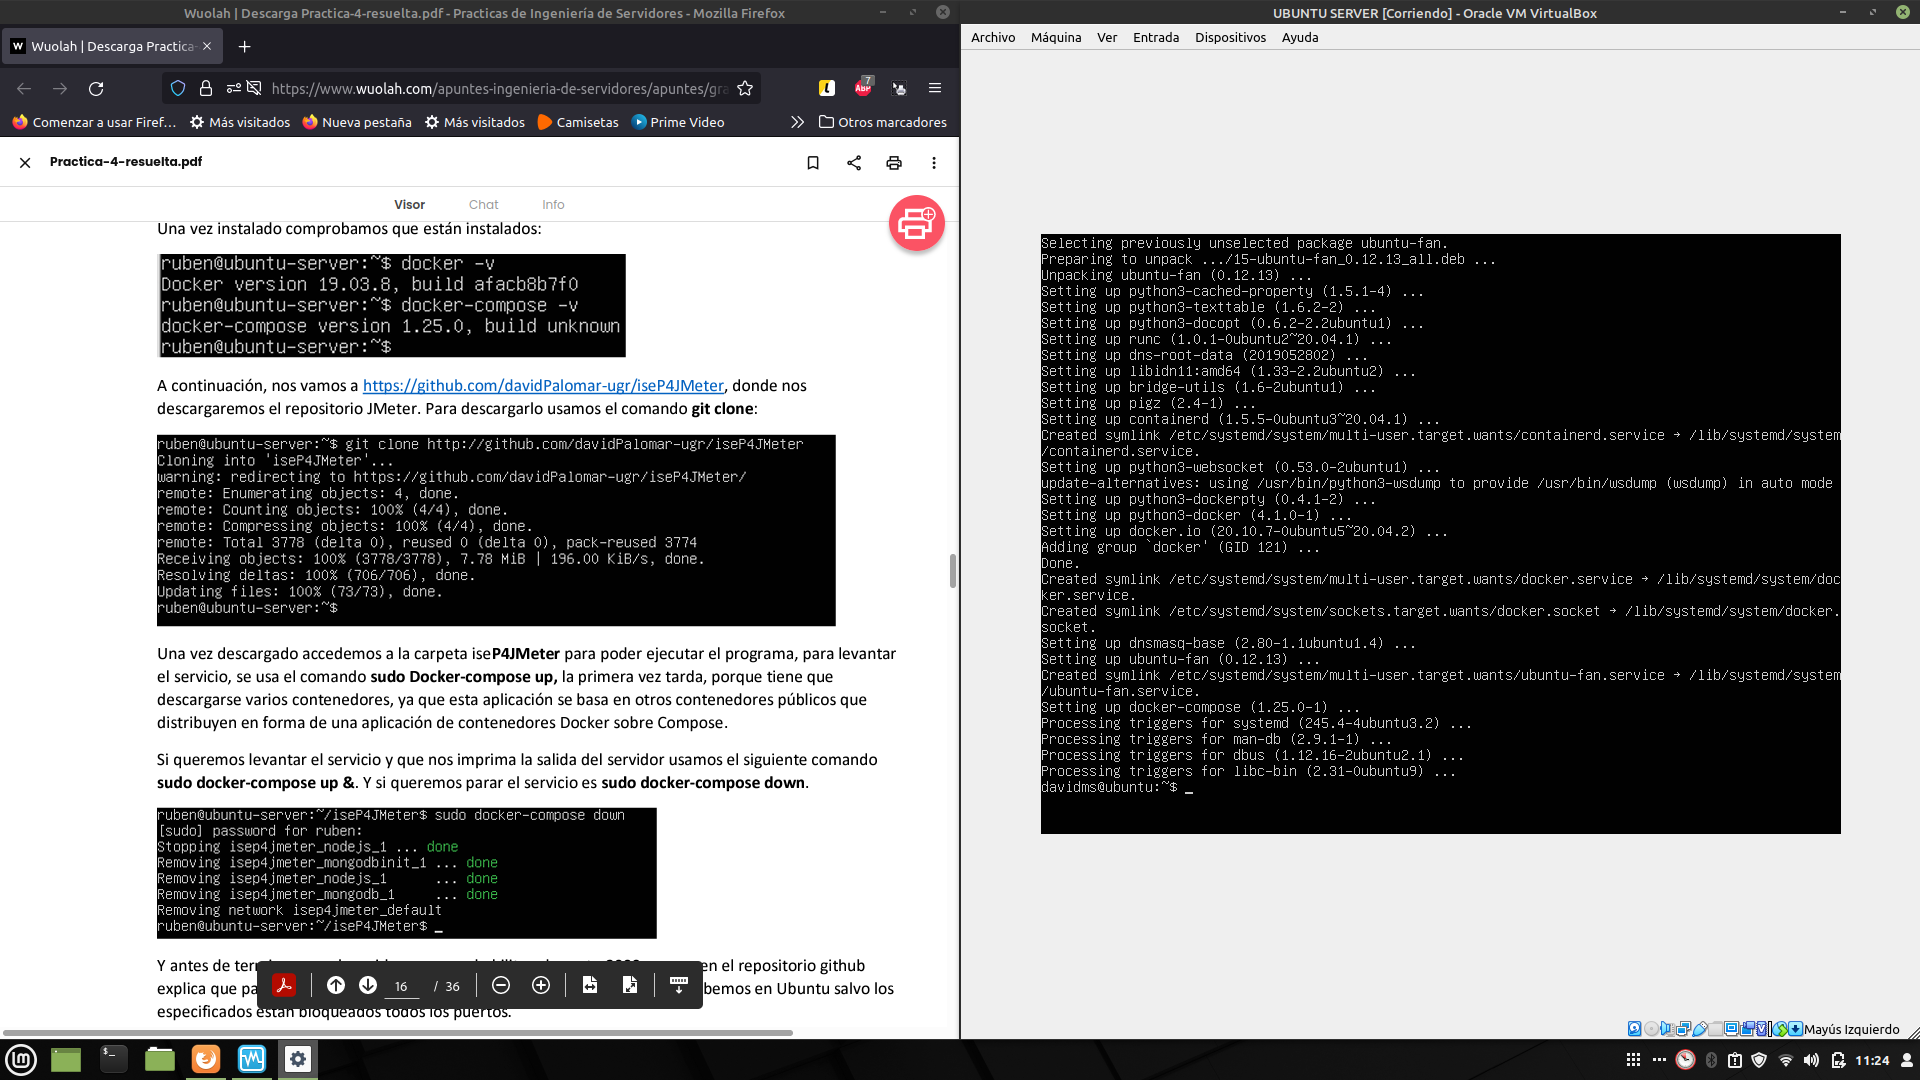 Wuolah | Descarga Practica-4-resuelta.pdf - Practicas de Ingeniería de Servidores - Mozilla Firefox
W Wuolah | Descarga Practica-
https://www.wuolah.com/apuntes-ingenieria-de-servidores/apuntes/gra
ABP 7
Comenzar a usar Firef... Más visitados Nueva pestaña Más visitados Camisetas Prime Video Otros marcadores
Practica-4-resuelta.pdf
Visor Chat Info
Una vez instalado comprobamos que están instalados:
ruben@ubuntu-server:~$ docker -v
Docker version 19.03.8, build afacb8b7f0
ruben@ubuntu-server:~$ docker-compose -v
docker-compose version 1.25.0, build unknown
ruben@ubuntu-server:~$
A continuación, nos vamos a https://github.com/davidPalomar-ugr/iseP4JMeter, donde nos
descargaremos el repositorio JMeter. Para descargarlo usamos el comando git clone:
ruben@ubuntu-server:~$ git clone http://github.com/davidPalomar-ugr/iseP4JMeter
Cloning into 'iseP4JMeter'...
warning: redirecting to https://github.com/davidPalomar-ugr/iseP4JMeter/
remote: Enumerating objects: 4, done.
remote: Counting objects: 100% (4/4), done.
remote: Compressing objects: 100% (4/4), done.
remote: Total 3778 (delta 0), reused 0 (delta 0), pack-reused 3774
Receiving objects: 100% (3778/3778), 7.78 MiB | 196.00 KiB/s, done.
Resolving deltas: 100% (706/706), done.
Updating files: 100% (73/73), done.
ruben@ubuntu-server:~$
Una vez descargado accedemos a la carpeta iseP4JMeter para poder ejecutar el programa, para levantar
el servicio, se usa el comando sudo Docker-compose up, la primera vez tarda, porque tiene que
descargarse varios contenedores, ya que esta aplicación se basa en otros contenedores públicos que
distribuyen en forma de una aplicación de contenedores Docker sobre Compose.
Si queremos levantar el servicio y que nos imprima la salida del servidor usamos el siguiente comando
sudo docker-compose up &. Y si queremos parar el servicio es sudo docker-compose down.
ruben@ubuntu-server:~/iseP4JMeter$ sudo docker-compose down
[sudo] password for ruben:
Stopping isep4jmeter_nodejs_1 ... done
Removing isep4jmeter_mongodbinit_1 ... done
Removing isep4jmeter_nodejs_1 ... done
Removing isep4jmeter_mongodb_1 ... done
Removing network isep4jmeter_default
ruben@ubuntu-server:~/iseP4JMeter$ _
Y antes de en el repositorio github
explica que en Ubuntu salvo los
especificados están bloqueados todos los puertos.
16 / 36
UBUNTU SERVER [Corriendo] - Oracle VM VirtualBox
Archivo Máquina Ver Entrada Dispositivos Ayuda
Selecting previously unselected package ubuntu-fan.
Preparing to unpack .../15-ubuntu-fan_0.12.13_all.deb ...
Unpacking ubuntu-fan (0.12.13) ...
Setting up python3-cached-property (1.5.1-4) ...
Setting up python3-texttable (1.6.2-2) ...
Setting up python3-docopt (0.6.2-2.2ubuntu1) ...
Setting up runc (1.0.1-0ubuntu2~20.04.1) ...
Setting up dns-root-data (2019052802) ...
Setting up libidn11:amd64 (1.33-2.2ubuntu2) ...
Setting up bridge-utils (1.6-2ubuntu1) ...
Setting up pigz (2.4-1) ...
Setting up containerd (1.5.5-0ubuntu3~20.04.1) ...
Created symlink /etc/systemd/system/multi-user.target.wants/containerd.service → /lib/systemd/system
/containerd.service.
Setting up python3-websocket (0.53.0-2ubuntu1) ...
update-alternatives: using /usr/bin/python3-wsdump to provide /usr/bin/wsdump (wsdump) in auto mode
Setting up python3-dockerpty (0.4.1-2) ...
Setting up python3-docker (4.1.0-1) ...
Setting up docker.io (20.10.7-0ubuntu5~20.04.2) ...
Adding group `docker' (GID 121) ...
Done.
Created symlink /etc/systemd/system/multi-user.target.wants/docker.service → /lib/systemd/system/doc
ker.service.
Created symlink /etc/systemd/system/sockets.target.wants/docker.socket → /lib/systemd/system/docker.
socket.
Setting up dnsmasq-base (2.80-1.1ubuntu1.4) ...
Setting up ubuntu-fan (0.12.13) ...
Created symlink /etc/systemd/system/multi-user.target.wants/ubuntu-fan.service → /lib/systemd/system
/ubuntu-fan.service.
Setting up docker-compose (1.25.0-1) ...
Processing triggers for systemd (245.4-4ubuntu3.2) ...
Processing triggers for man-db (2.9.1-1) ...
Processing triggers for dbus (1.12.16-2ubuntu2.1) ...
Processing triggers for libc-bin (2.31-0ubuntu9) ...
davidms@ubuntu:~$ _
Mayús Izquierdo
11:24